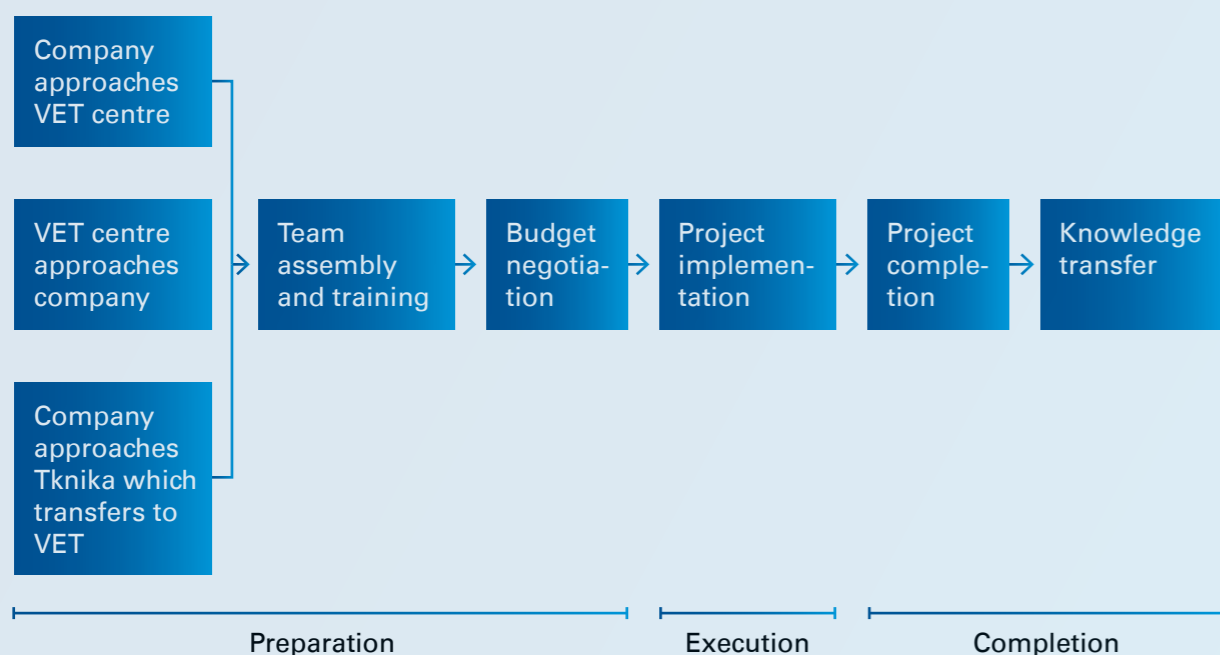 Company
approaches
VET centre
VET centre
approaches
company
Company
approaches
Tknika which
transfers to
VET
Team
assembly
and training
Budget
negotia-
tion
Project
implemen-
tation
Project
comple-
tion
Knowledge
transfer
Preparation
Execution
Completion